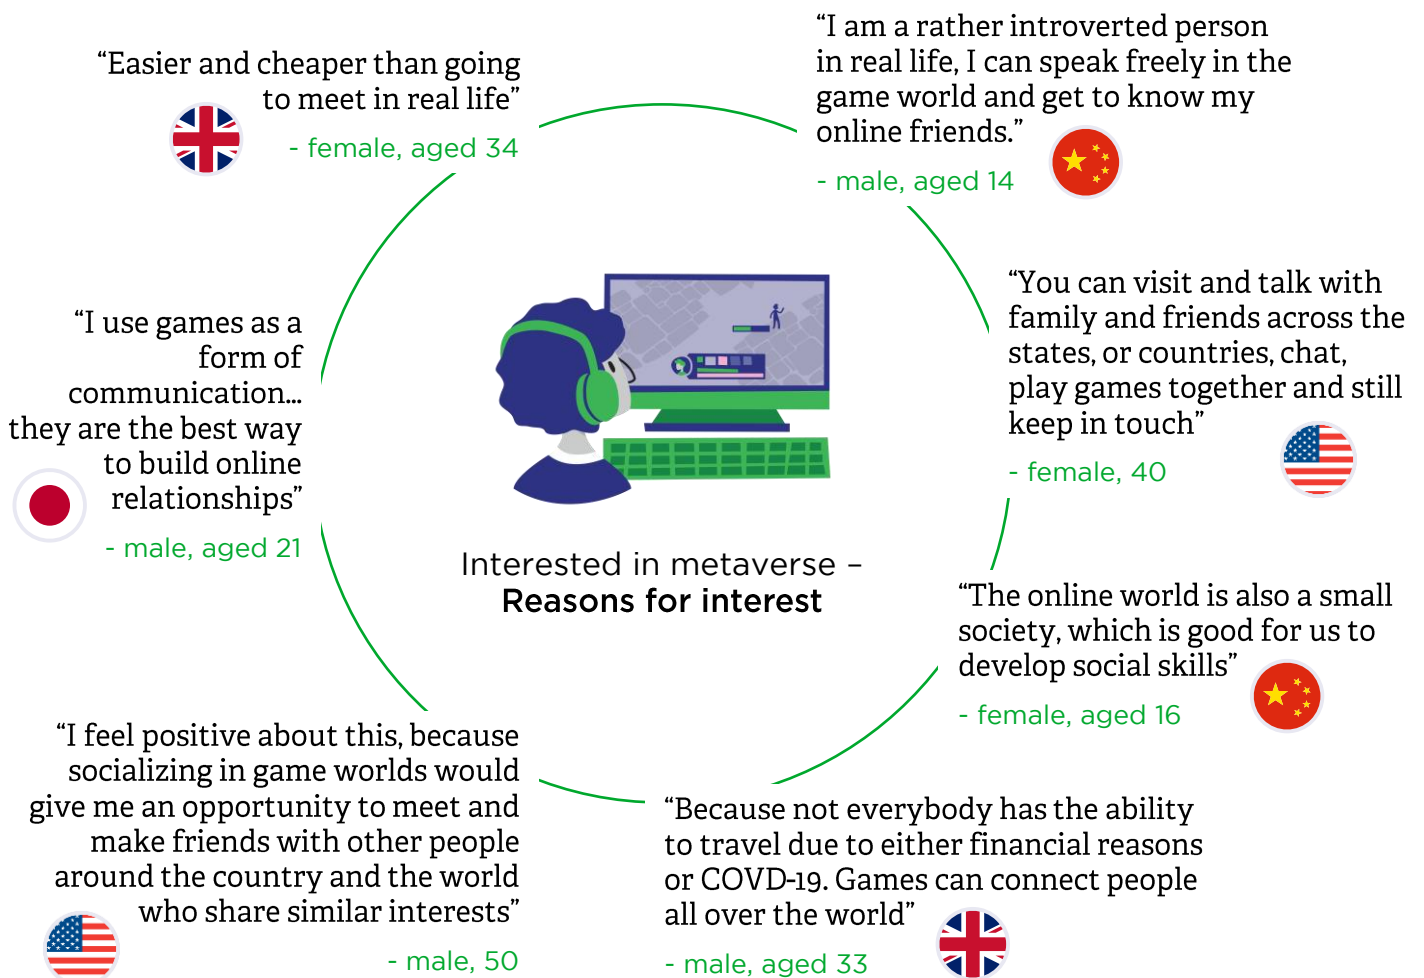 “Easier and cheaper than going
to meet in real life”
- female, aged 34
“I am a rather introverted person
in real life, I can speak freely in the
game world and get to know my
online friends.”
- male, aged 14
“You can visit and talk with
family and friends across the
states, or countries, chat,
play games together and still
keep in touch”
- female, 40
“The online world is also a small
society, which is good for us to
develop social skills”
- female, aged 16
“Because not everybody has the ability
to travel due to either financial reasons
or COVD-19. Games can connect people
all over the world”
- male, aged 33
“I feel positive about this, because
socializing in game worlds would
give me an opportunity to meet and
make friends with other people
around the country and the world
who share similar interests”
- male, 50
“I use games as a
form of
communication...
they are the best way
to build online
relationships”
- male, aged 21
Interested in metaverse –
Reasons for interest